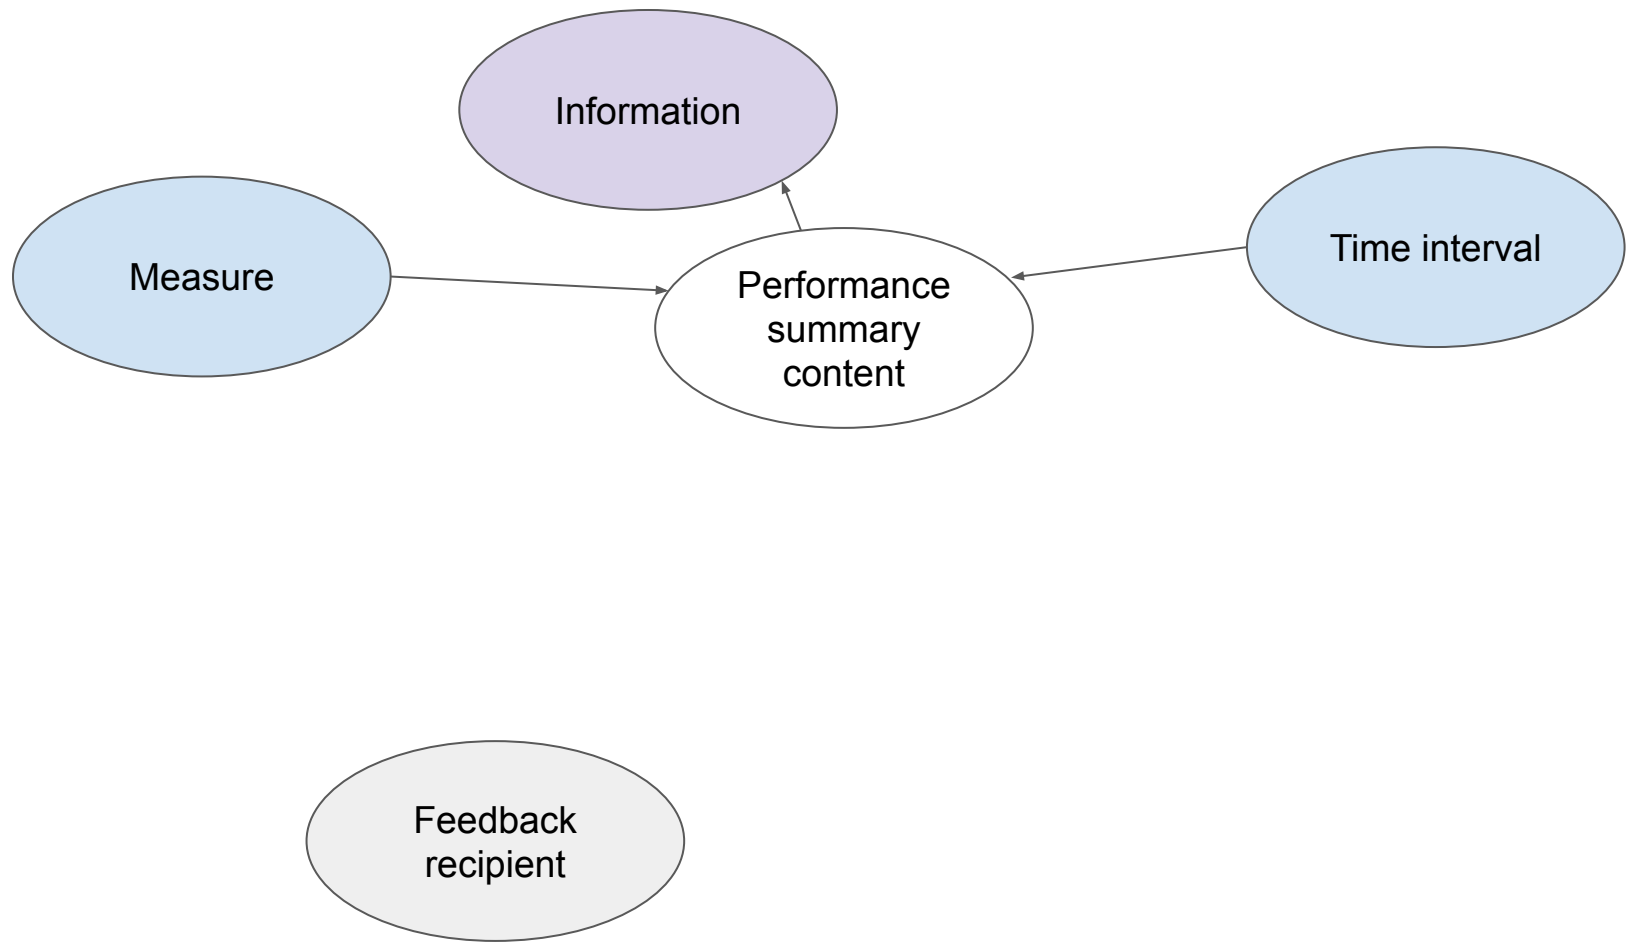 Information
Measure
Time interval
Performance
summary
content
Feedback
recipient